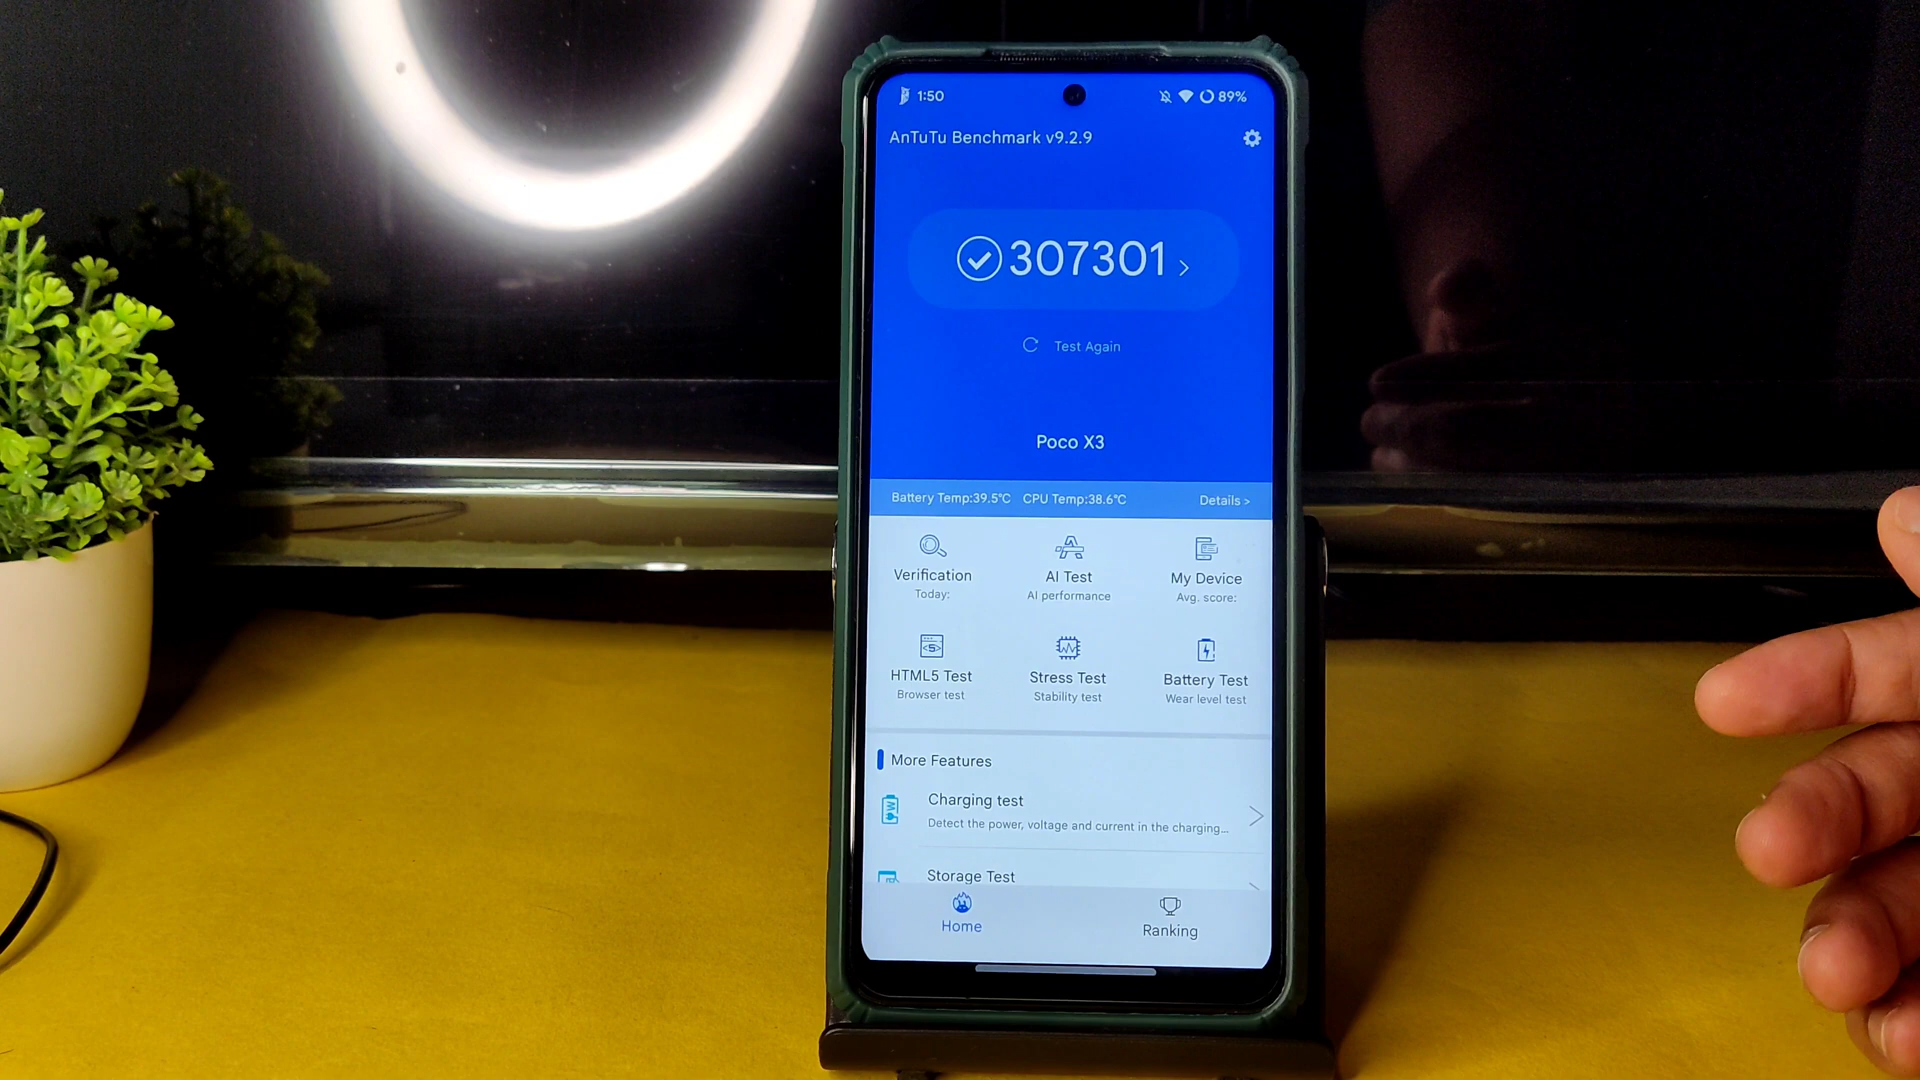 1:50
89%
AnTuTu Benchmark v9.2.9
307301
Test Again
Poco X3
Battery Temp:39.5°C CPU Temp:38.6°C Details >
Verification
Today:
AI Test
AI performance
My Device
Avg. score:
HTML5 Test
Browser test
Stress Test
Stability test
Battery Test
Wear level test
More Features
Charging test
Detect the power, voltage and current in the charging...
Storage Test
Home
Ranking